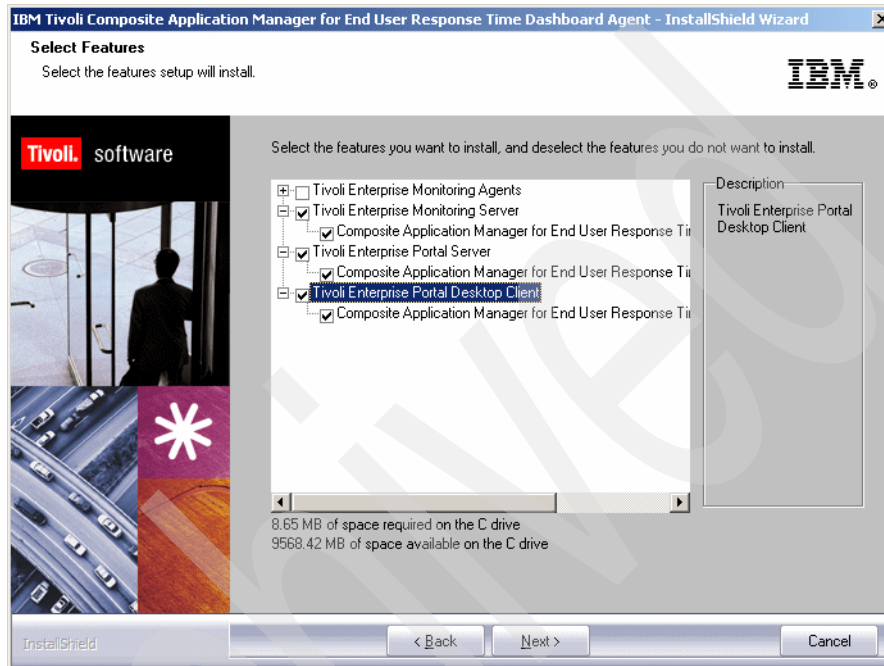 IBM Tivoli Composite Application Manager for End User Response Time Dashboard Agent - InstallShield Wizard
Select Features
Select the features setup will install.
IBM®
Tivoli. software
Select the features you want to install, and deselect the features you do not want to install.
Tivoli Enterprise Monitoring Agents
Tivoli Enterprise Monitoring Server
Composite Application Manager for End User Response
Tivoli Enterprise Portal Server
Composite Application Manager for End User Response
Tivoli Enterprise Portal Desktop Client
Composite Application Manager for End User Response
Description
Tivoli Enterprise Portal
Desktop Client
8.65 MB of space required on the C drive
9568.42 MB of space available on the C drive
InstallShield
< Back
Next >
Cancel